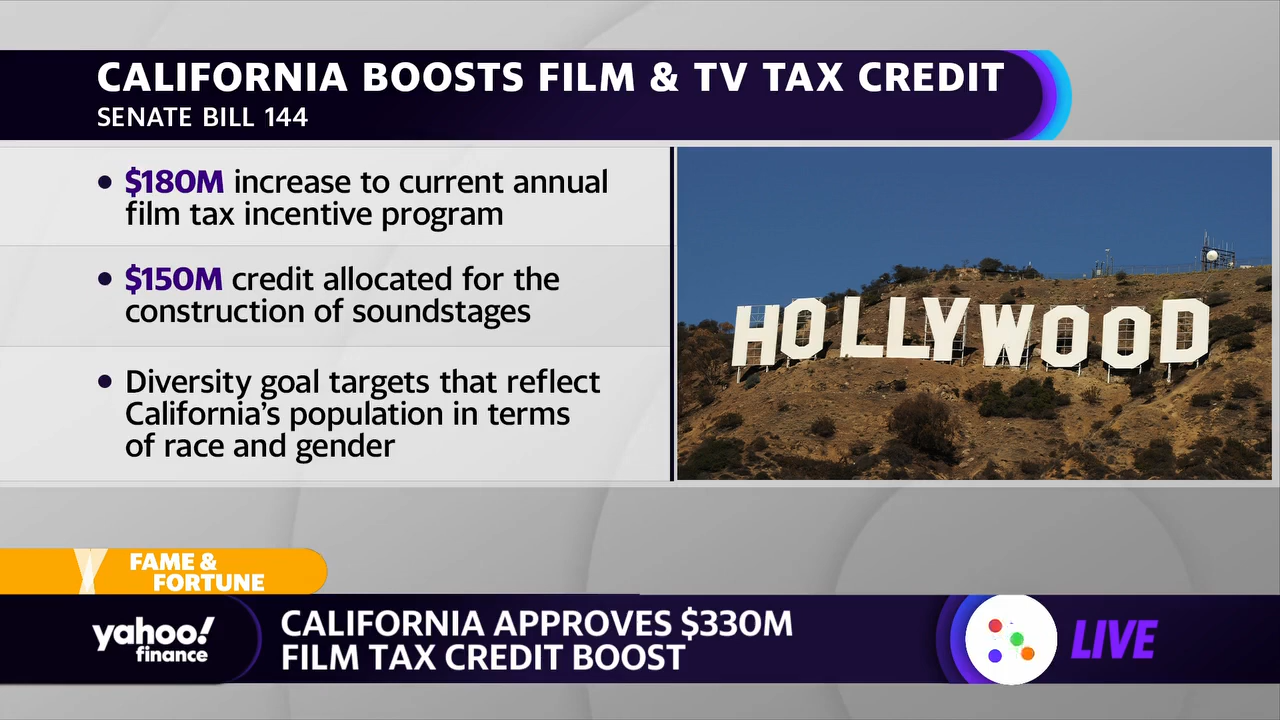 CALIFORNIA BOOSTS FILM & TV TAX CREDIT
SENATE BILL 144
• $180M increase to current annual
film tax incentive program
• $150M credit allocated for the
construction of soundstages
• Diversity goal targets that reflect
California's population in terms
of race and gender
HOLLYWOOD
FAME &
FORTUNE
yahoo!
finance
CALIFORNIA APPROVES $330M
FILM TAX CREDIT BOOST
LIVE